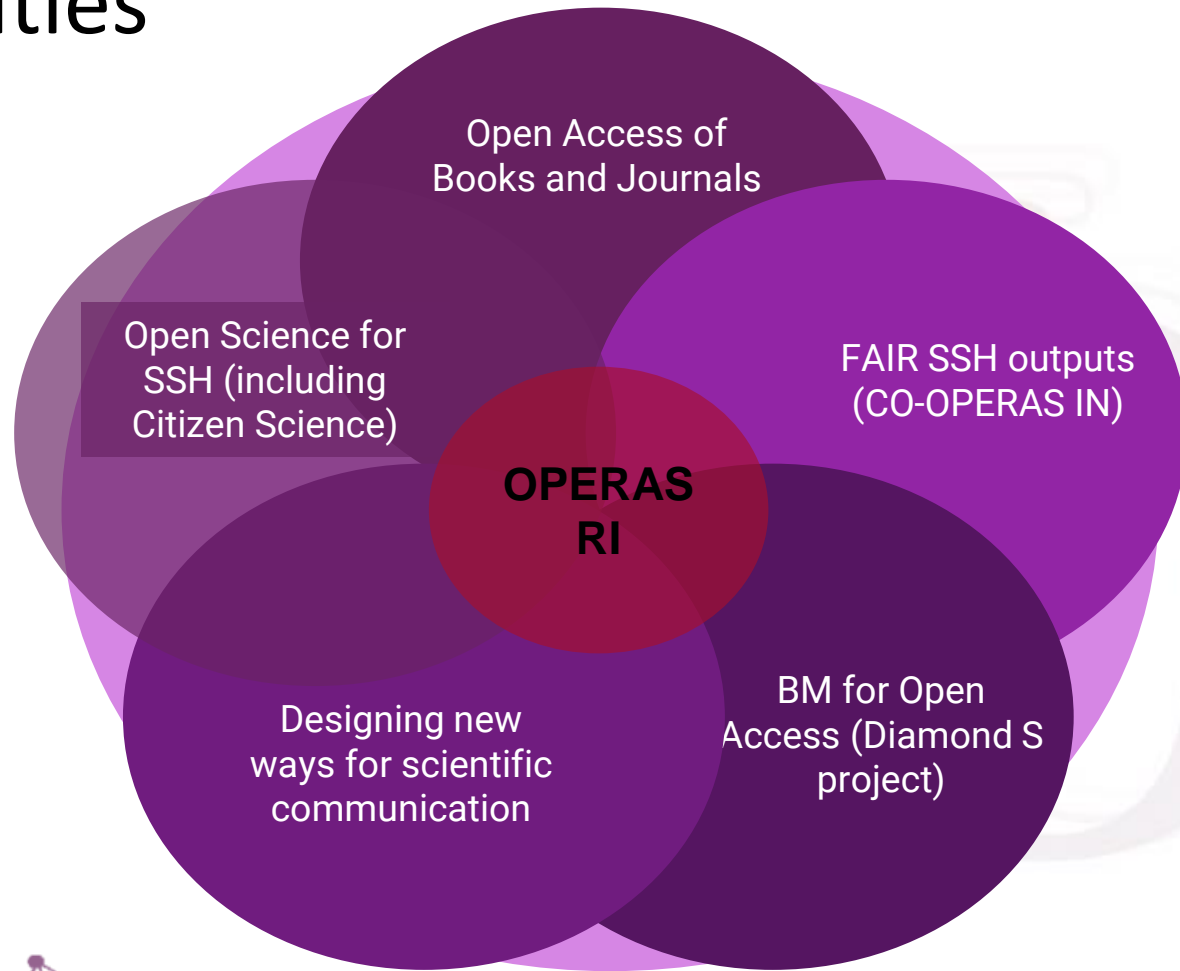 Open Access of
Books and Journals
Open Science for
SSH (including
Citizen Science)
FAIR SSH outputs
(CO-OPERAS IN)
OPERAS
RI
Designing new
ways for scientific
communication
BM for Open
Access (Diamond S
project)